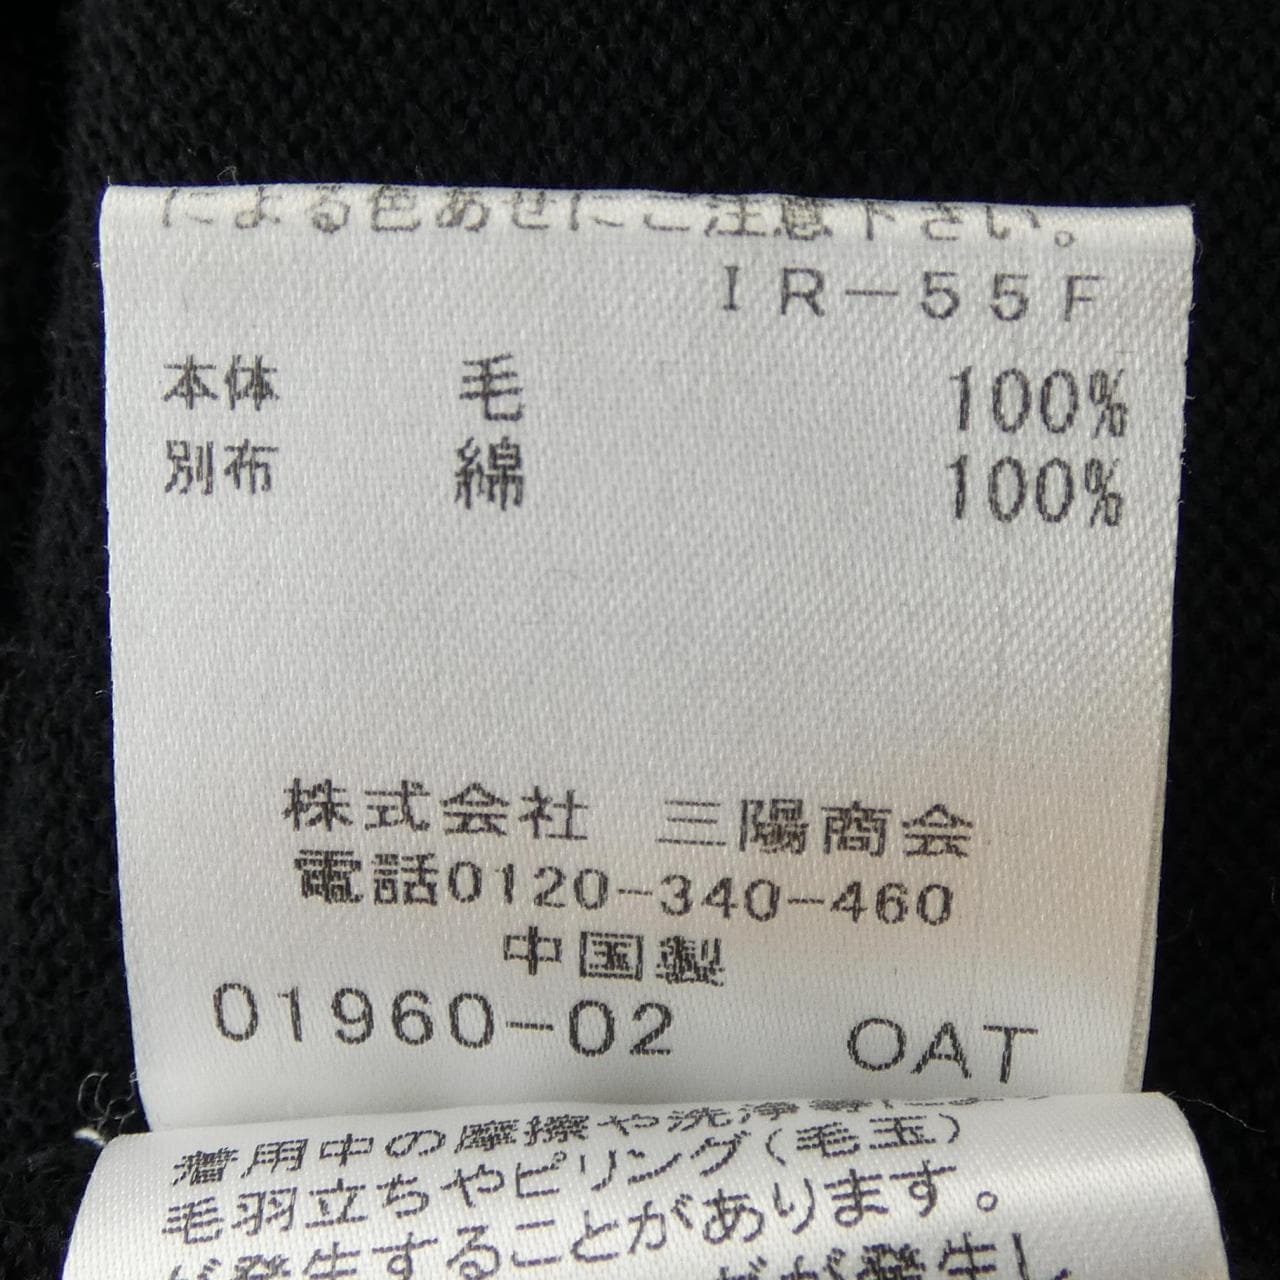 による色あせにご注意下さい。
IR-55F
本体 毛 100%
別布 綿 100%
株式会社 三陽商会
電話0120-340-460
中国製
01960-02 OAT
着用中の摩擦や洗浄等により
毛羽立ちやピリング(毛玉)
が発生することがあります。
が発生し